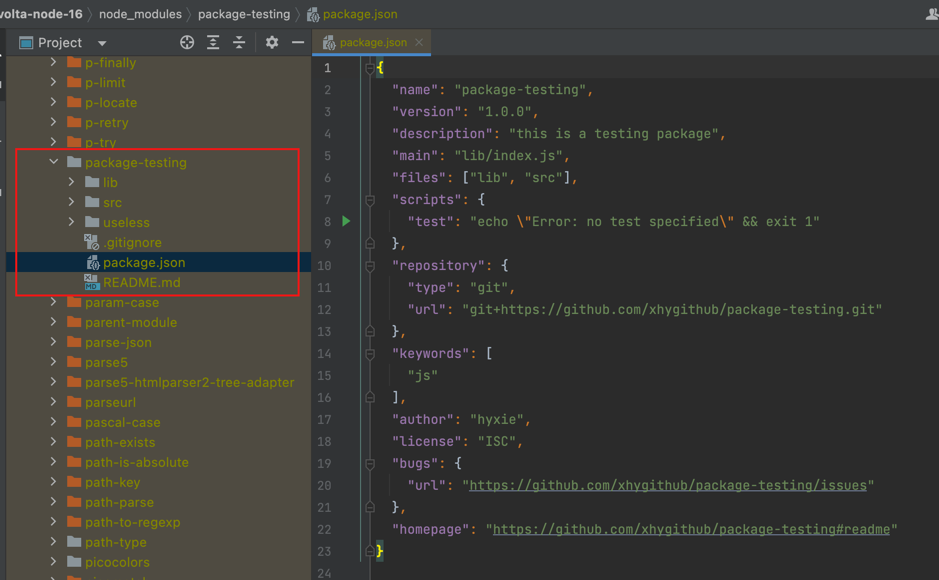 volta-node-16 〉 node_modules 〉 package-testing 〉 package.json
Project
package.json ×
p-finally
p-limit
p-locate
p-retry
p-try
package-testing
lib
src
useless
.gitignore
package.json
README.md
param-case
parent-module
parse-json
parse5
parse5-htmlparser2-tree-adapter
parseurl
pascal-case
path-exists
path-is-absolute
path-key
path-parse
path-to-regexp
path-type
picocolors
1 {
2 "name": "package-testing",
3 "version": "1.0.0",
4 "description": "this is a testing package",
5 "main": "lib/index.js",
6 "files": ["lib", "src"],
7 "scripts": {
8 "test": "echo \"Error: no test specified\" && exit 1"
9 },
10 "repository": {
11 "type": "git",
12 "url": "git+https://github.com/xhygithub/package-testing.git"
13 },
14 "keywords": [
15 "js"
16 ],
17 "author": "hyxie",
18 "license": "ISC",
19 "bugs": {
20 "url": "https://github.com/xhygithub/package-testing/issues"
21 },
22 "homepage": "https://github.com/xhygithub/package-testing#readme"
23 }
24